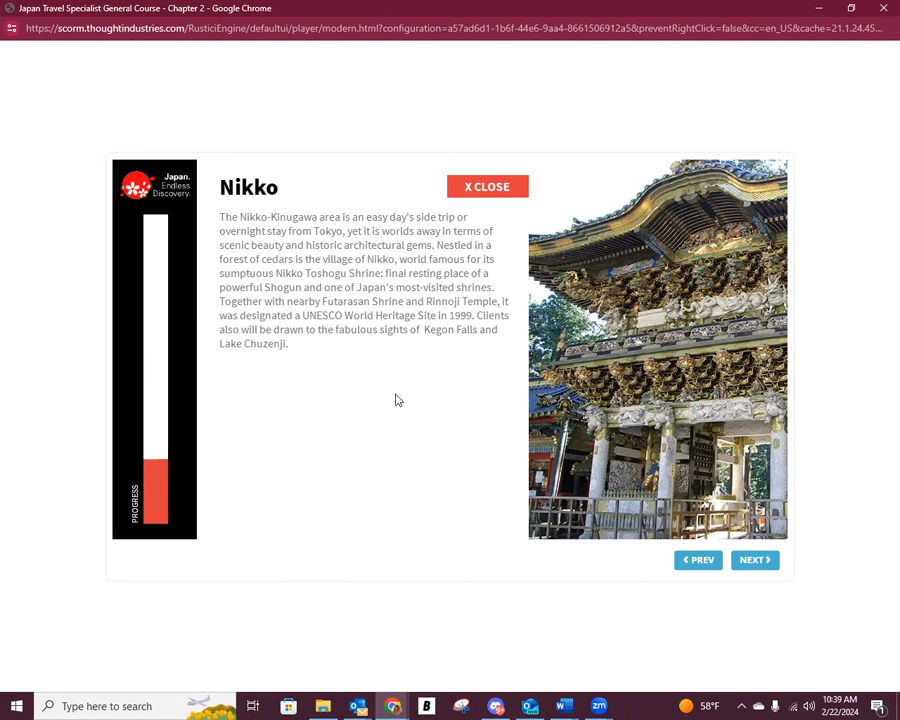 Japan Travel Specialist General Course - Chapter 2 - Google Chrome
https://scorm.thoughtindustries.com/RusticiEngine/defaultui/player/modern.html?configuration=a57ad6d1-1b6f-44e6-9aa4-8661506912a5&preventRightClick=false&cc=en_US&cache=21.1.24.45...
Japan.
Endless
Discovery.
PROGRESS
Nikko
X CLOSE
The Nikko-Kinugawa area is an easy day's side trip or
overnight stay from Tokyo, yet it is worlds away in terms of
scenic beauty and historic architectural gems. Nestled in a
forest of cedars is the village of Nikko, world famous for its
sumptuous Nikko Toshogu Shrine: final resting place of a
powerful Shogun and one of Japan's most-visited shrines.
Together with nearby Futarasan Shrine and Rinnoji Temple, it
was designated a UNESCO World Heritage Site in 1999. Clients
also will be drawn to the fabulous sights of Kegon Falls and
Lake Chuzenji.
PREV
NEXT
Type here to search
B
W
zm
58°F
10:39 AM
2/22/2024
1